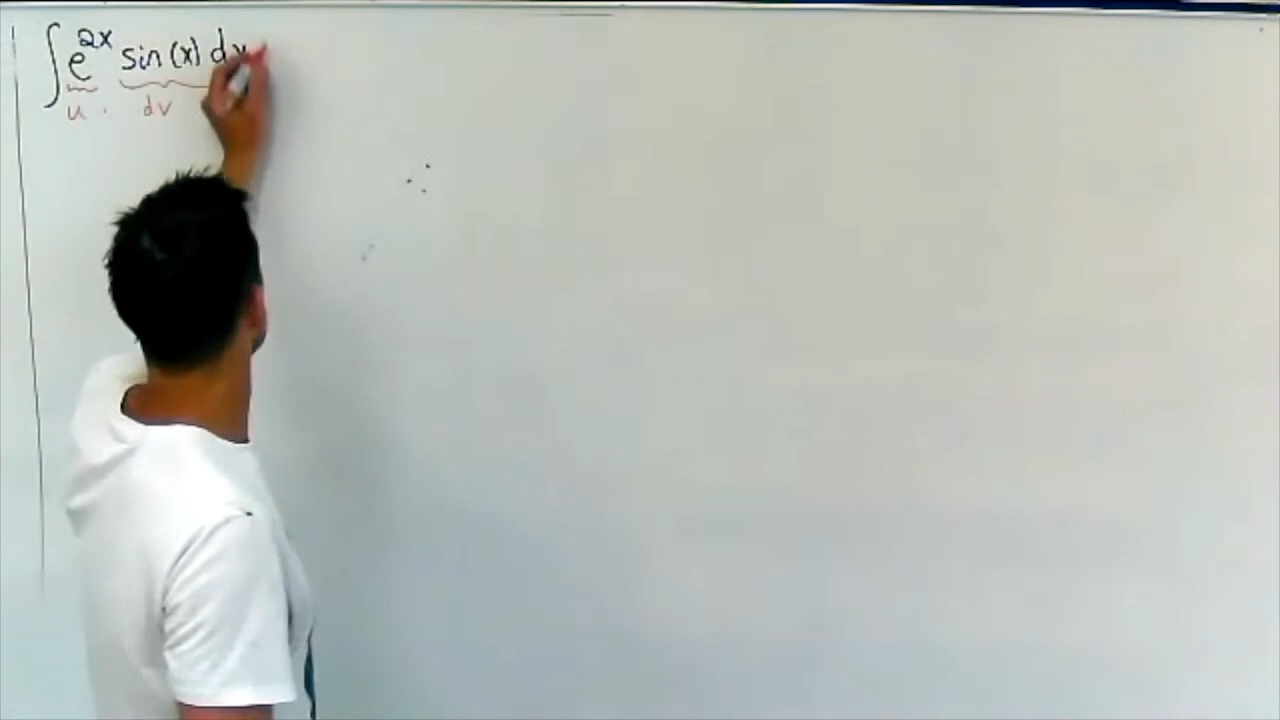 ∫ e^{2x} sin(x) dx
u dv